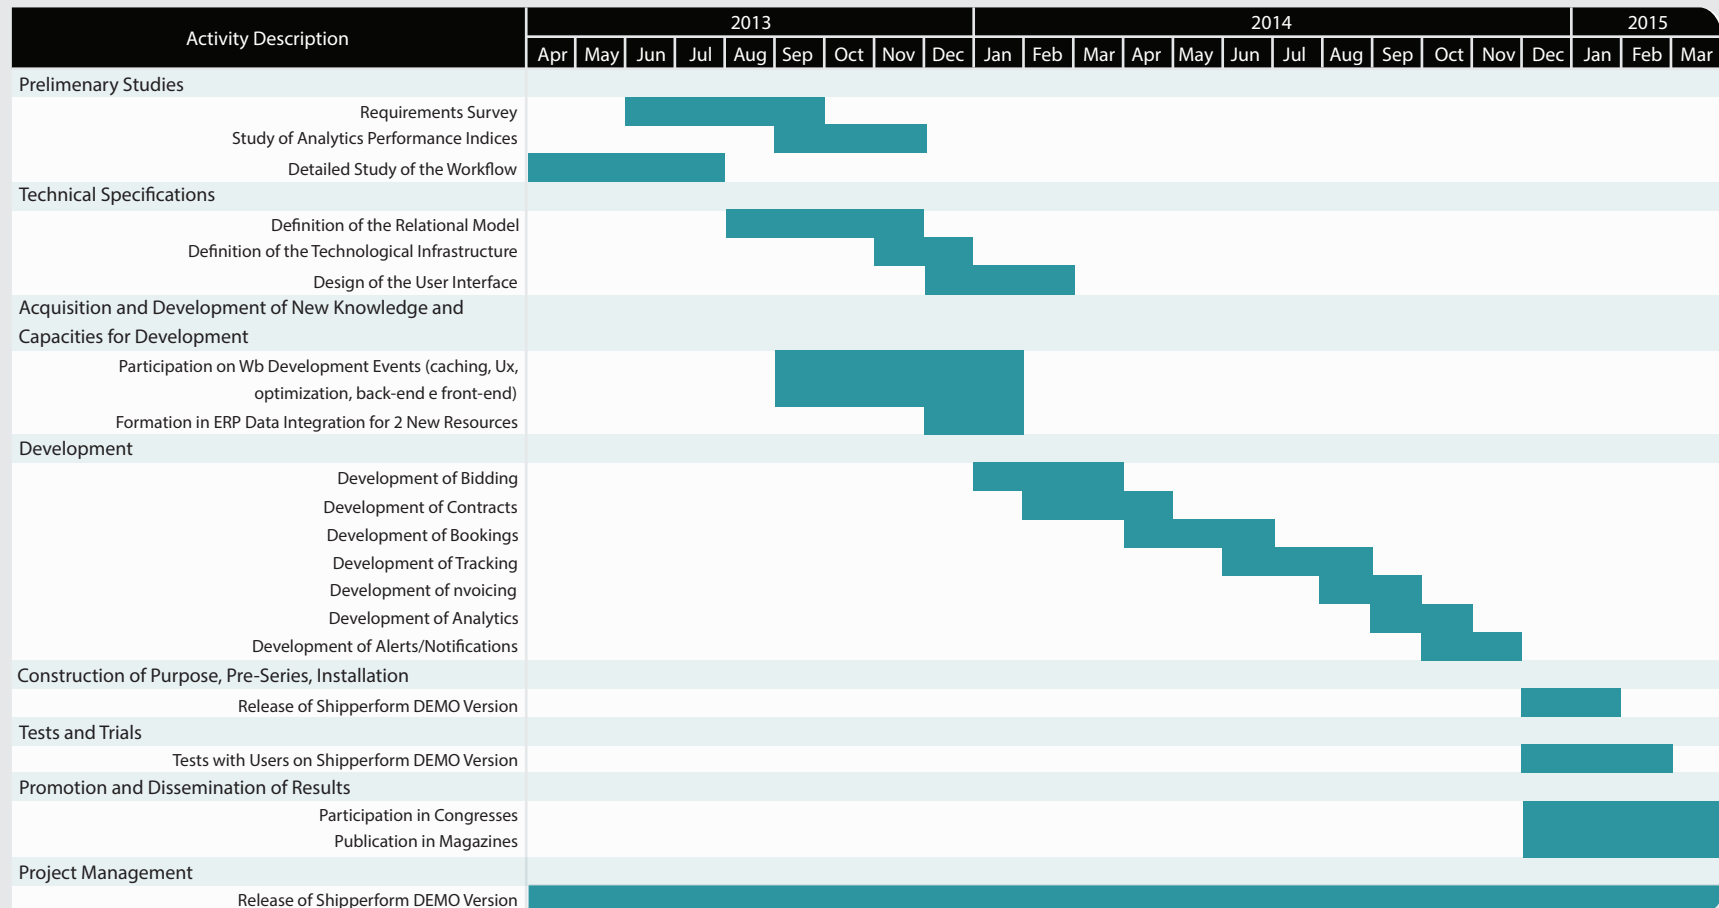 Activity Description
2013 2014 2015
Apr May Jun Jul Aug Sep Oct Nov Dec Jan Feb Mar Apr May Jun Jul Aug Sep Oct Nov Dec Jan Feb Mar
Prelimenary Studies
Requirements Survey
Study of Analytics Performance Indices
Detailed Study of the Workflow
Technical Specifications
Definition of the Relational Model
Definition of the Technological Infrastructure
Design of the User Interface
Acquisition and Development of New Knowledge and
Capacities for Development
Participation on Wb Development Events (caching, Ux,
optimization, back-end e front-end)
Formation in ERP Data Integration for 2 New Resources
Development
Development of Bidding
Development of Contracts
Development of Bookings
Development of Tracking
Development of nvoicing
Development of Analytics
Development of Alerts/Notifications
Construction of Purpose, Pre-Series, Installation
Release of Shipperform DEMO Version
Tests and Trials
Tests with Users on Shipperform DEMO Version
Promotion and Dissemination of Results
Participation in Congresses
Publication in Magazines
Project Management
Release of Shipperform DEMO Version